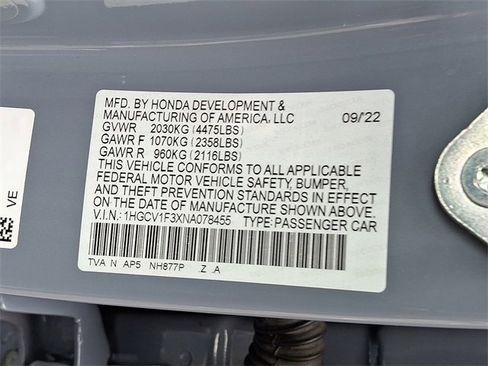 MFD. BY HONDA DEVELOPMENT &
MANUFACTURING OF AMERICA, LLC 09/'22
GVWR 2030KG (4475LBS)
GAWR F 1070KG (2358LBS)
GAWR R 960KG (2116LBS)
THIS VEHICLE CONFORMS TO ALL APPLICABLE
FEDERAL MOTOR VEHICLE SAFETY, BUMPER,
AND THEFT PREVENTION STANDARDS IN EFFECT
ON THE DATE OF MANUFACTURE SHOWN ABOVE.
V.I.N.: 1HGCV1F3XNA078455 TYPE: PASSENGER CAR
TVA N AP5 NH877P .Z .A
VE